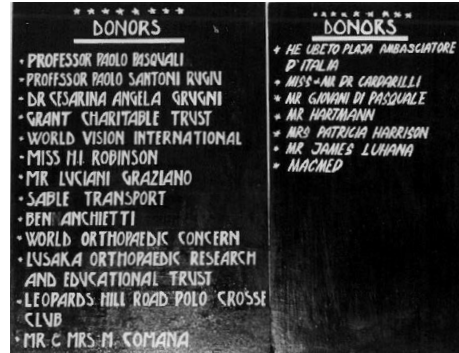 DONORS
PROFESSOR PAOLO PASQUALI
PROFESSOR PAOLO SANTONI RUGIU
DR CESARINA ANGELA GRUGNI
GRANT CHARITABLE TRUST
WORLD VISION INTERNATIONAL
MISS H.I. ROBINSON
MR LUCIANI GRAZIANO
SABLE TRANSPORT
BEN ANCHIETTI
WORLD ORTHOPAEDIC CONCERN
LUSAKA ORTHOPAEDIC RESEARCH
AND EDUCATIONAL TRUST
LEOPARDS HILL ROAD POLO CROSSE
CLUB
MR C MRS M. COMANA
DONORS
HE UBETO PLAJA AMBASCIATORE
D'ITALIA
MISS - MR DR CARDARILLI
MR GIOVANI DI PASQUALE
MR HARTMANN
MRS PATRICIA HARRISON
MR JAMES LUHANA
MACMED